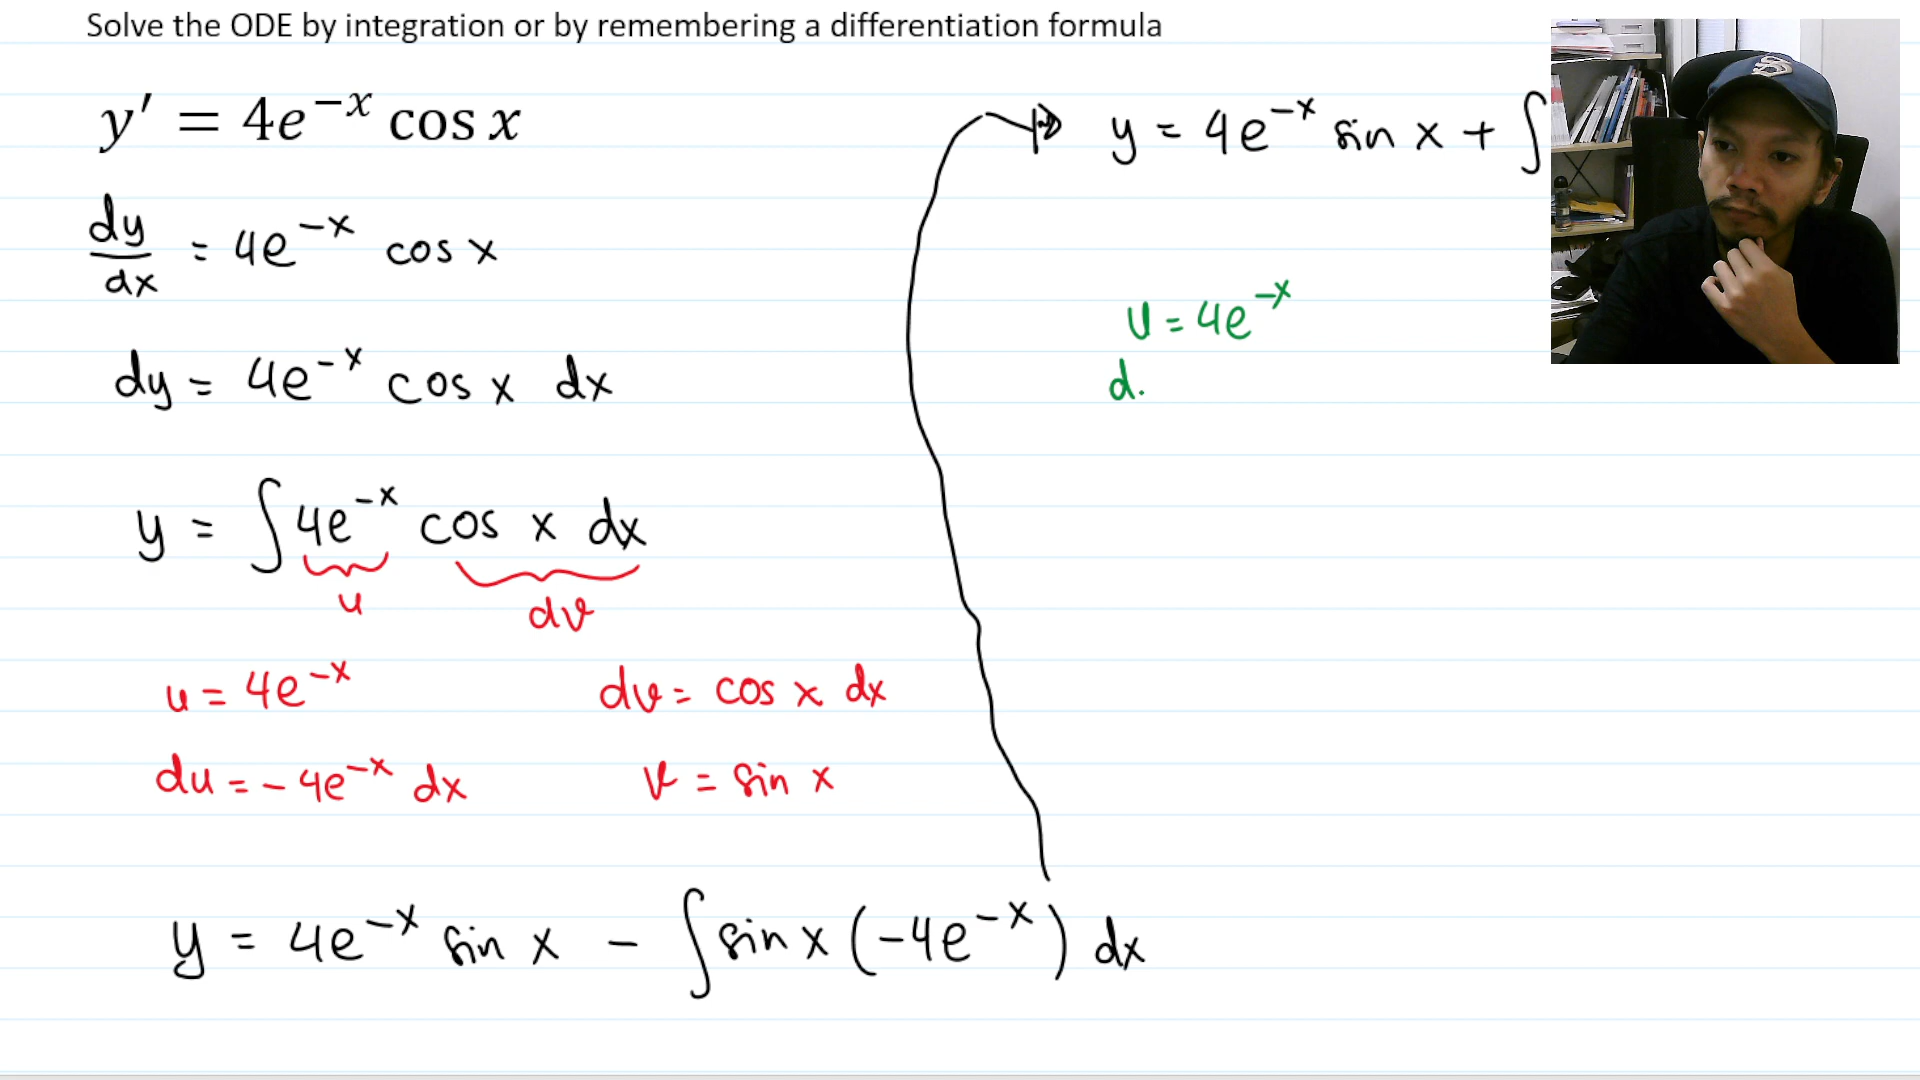 Solve the ODE by integration or by remembering a differentiation formula
y′ = 4e^{−x} cos x
dy/dx = 4e^{−x} cos x
dy = 4e^{−x} cos x dx
y = ∫ 4e^{−x} cos x dx
u dv
u = 4e^{−x} dv = cos x dx
du = −4e^{−x} dx v = sin x
y = 4e^{−x} sin x − ∫ sin x (−4e^{−x}) dx
y = 4e^{−x} sin x + ∫
u = 4e^{−x}
d